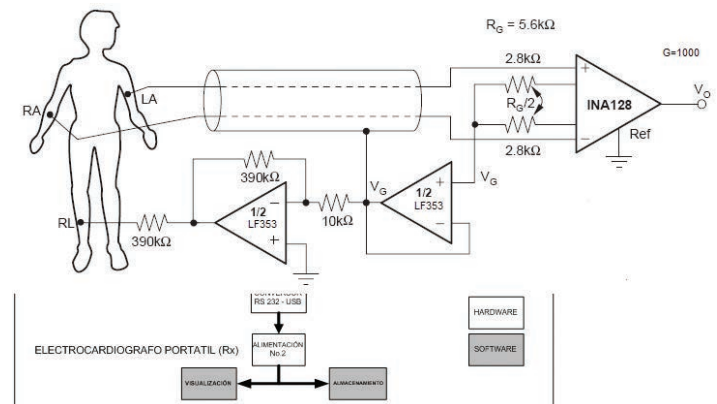 R_G = 5.6kΩ
2.8kΩ
G=1000
LA
RA
R_G/2
INA128
V_O
Ref
2.8kΩ
390kΩ
V_G
V_G
+
−
1/2
LF353
10kΩ
−
+
1/2
LF353
RL
390kΩ
RS 232 - USB
HARDWARE
ELECTROCARDIOGRAFO PORTATIL (Rx)
ALIMENTACIÓN
No.2
SOFTWARE
VISUALIZACIÓN
ALMACENAMIENTO